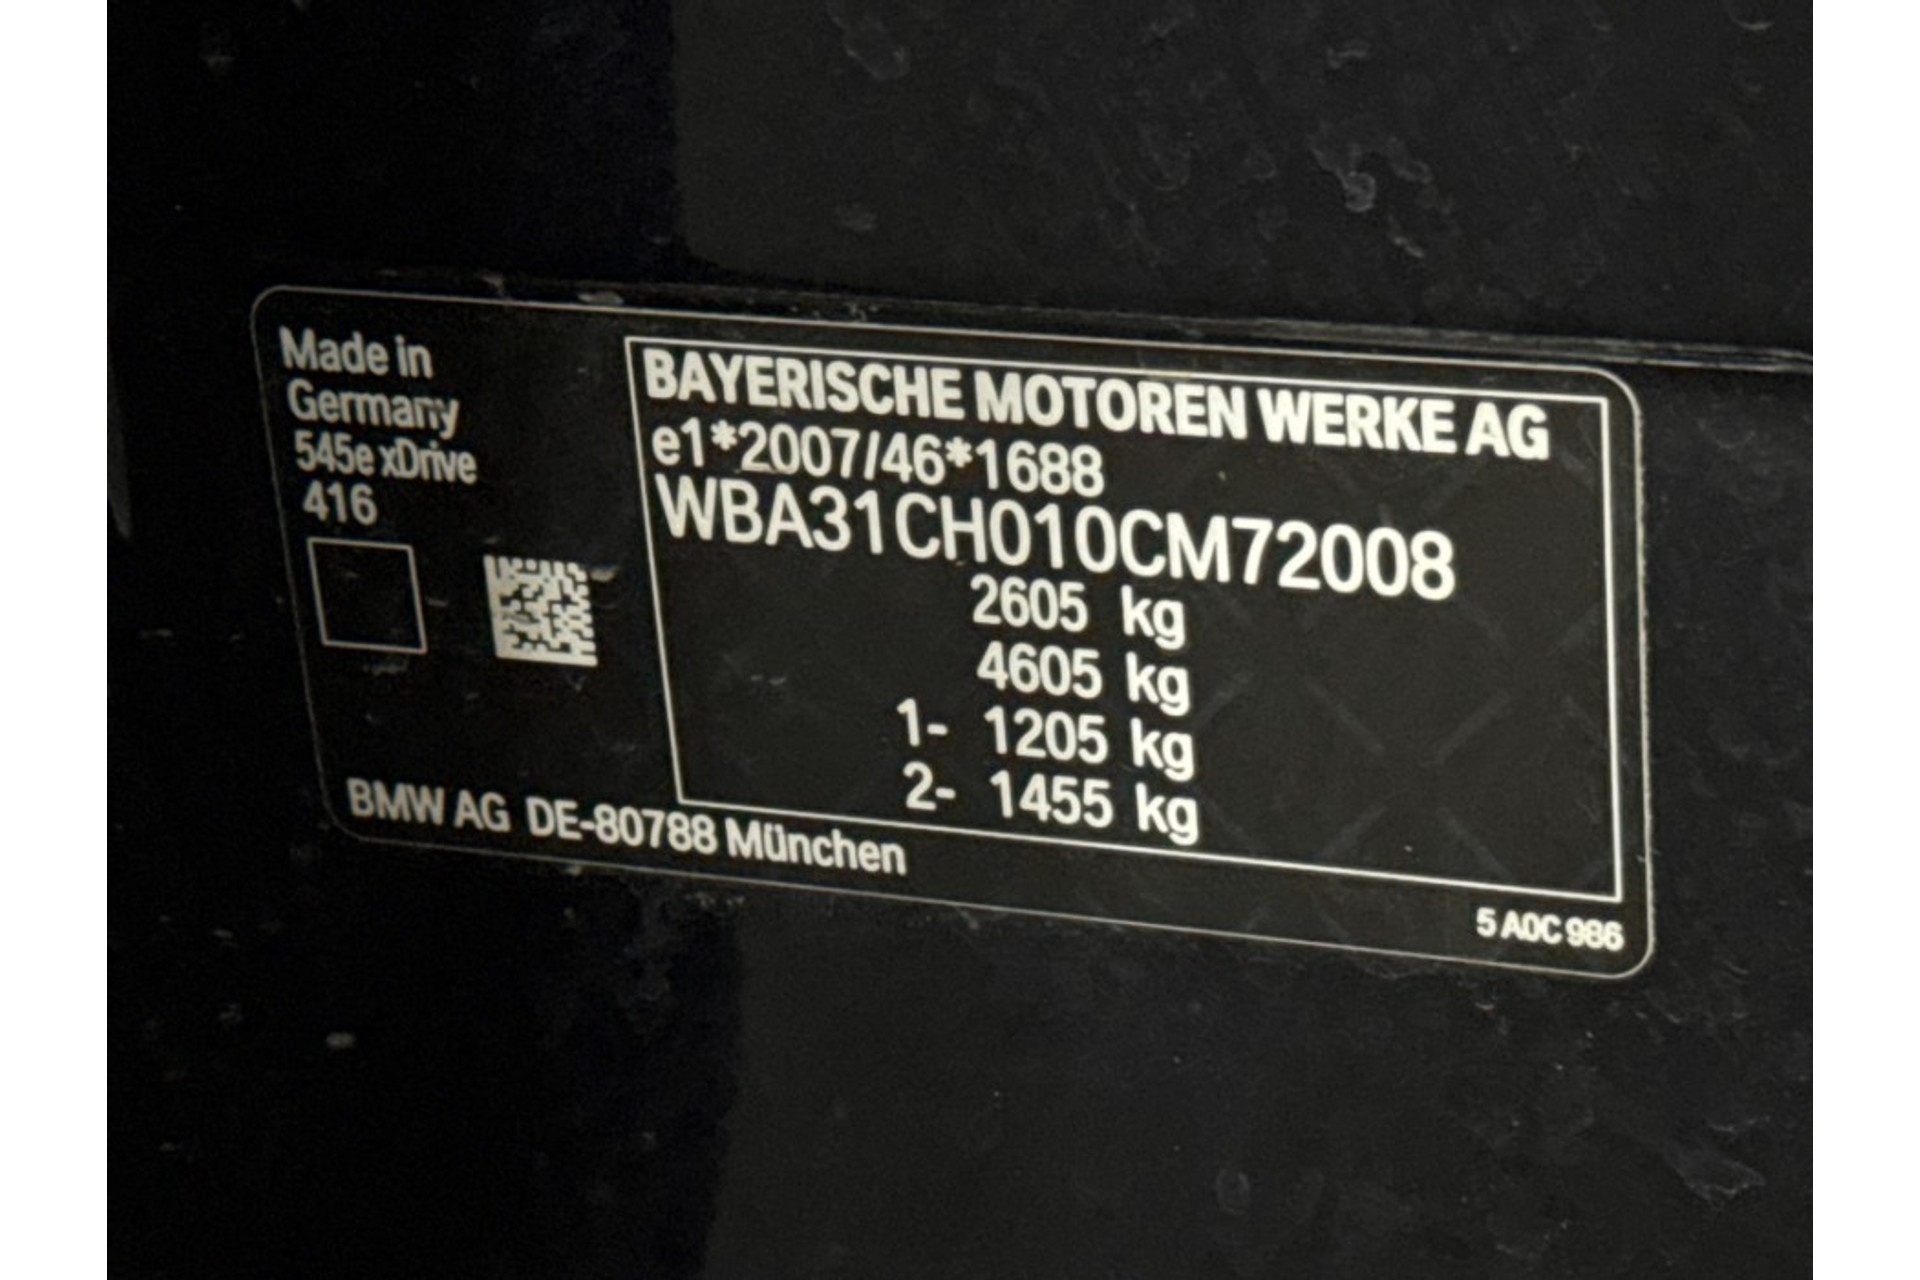 Made in
Germany
545e xDrive
416
BAYERISCHE MOTOREN WERKE AG
e1*2007/46*1688
WBA31CH010CM72008
2605 kg
4605 kg
1- 1205 kg
2- 1455 kg
BMW AG DE-80788 München
5 A0C 986